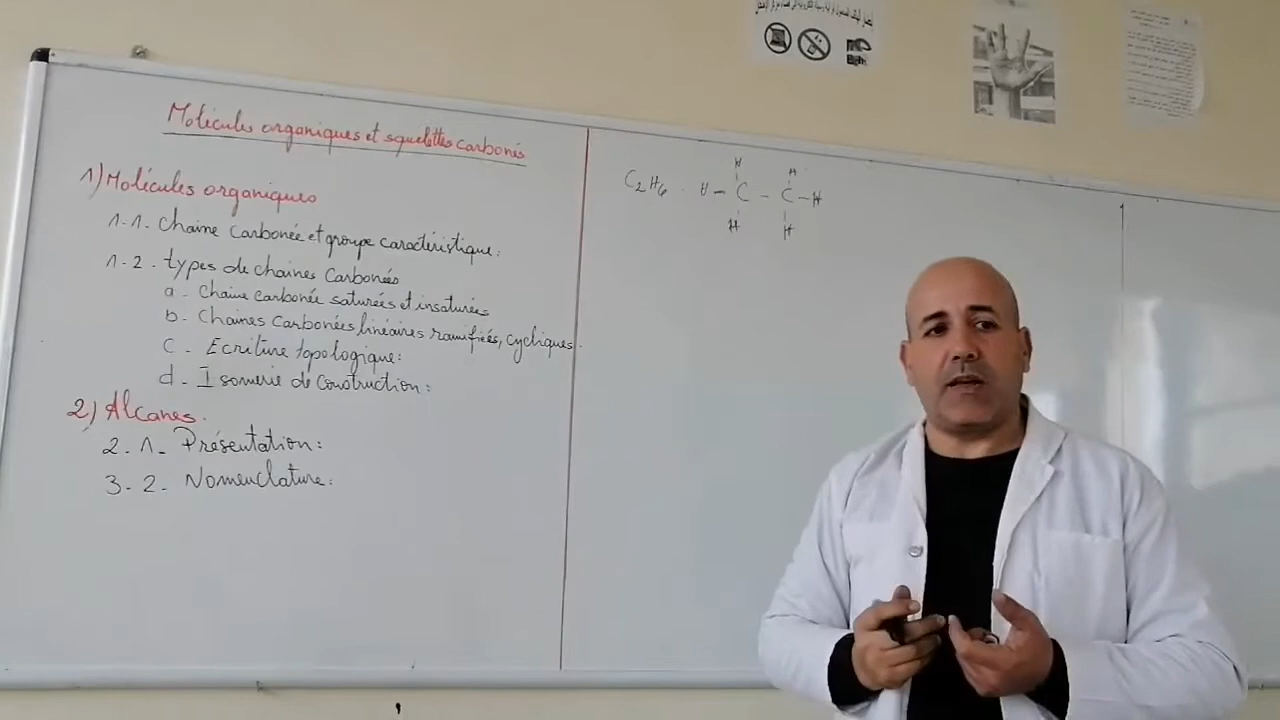 Molécules organiques et squelettes carbonés
1) Molécules organiques
1-1. Chaine carbonée et groupe caractéristique:
1-2. types de chaines carbonées
a - Chaine carbonée saturées et insaturées
b - Chaines carbonées linéaires ramifiées, cycliques.
C - Ecriture topologique:
d - Isomerie de construction:
2) Alcanes.
2.1- Présentation:
3-2- Nomenclature:
H H
C2H6 H - C - C - H
H H